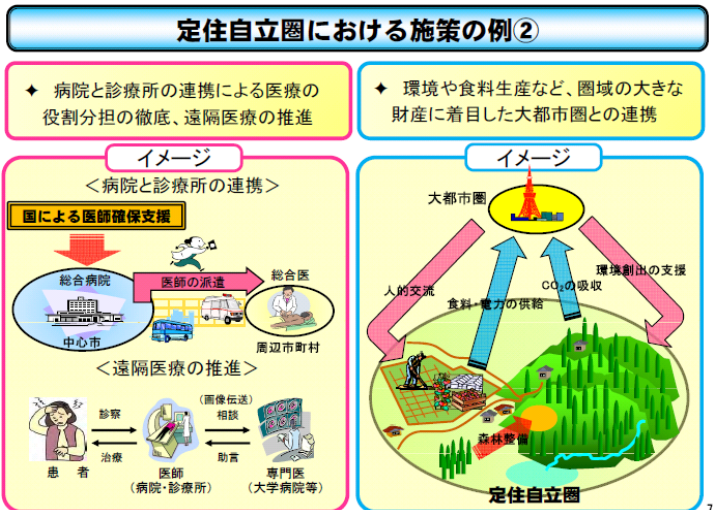 定住自立圏における施策の例②
✦ 病院と診療所の連携による医療の
役割分担の徹底、遠隔医療の推進
イメージ
＜病院と診療所の連携＞
国による医師確保支援
総合病院
中心市
医師の派遣
総合医
周辺市町村
＜遠隔医療の推進＞
患者
診察
治療
医師
（病院・診療所）
（画像伝送）
相談
助言
専門医
（大学病院等）
✦ 環境や食料生産など、圏域の大きな
財産に着目した大都市圏との連携
イメージ
大都市圏
人的交流
食料・電力の供給
CO₂の吸収
環境創出の支援
森林整備
定住自立圏
7